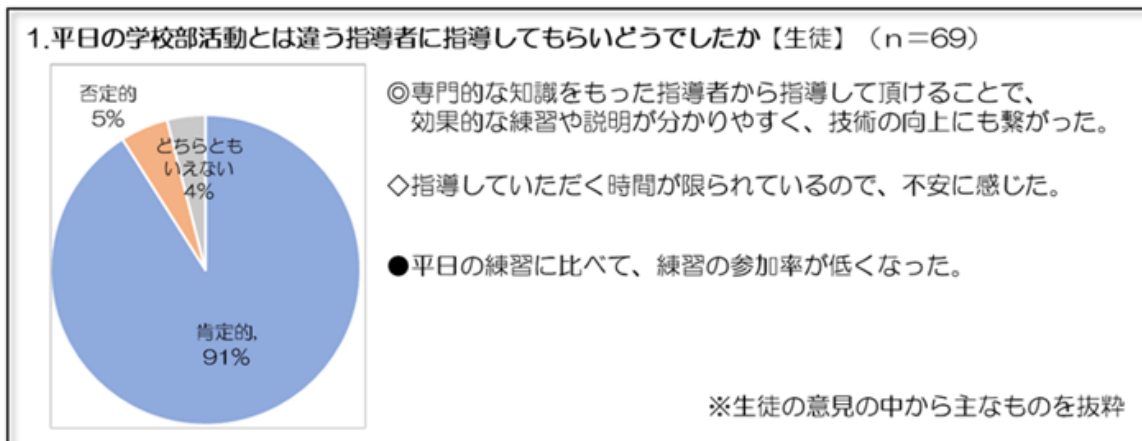 1.平日の学校部活動とは違う指導者に指導してもらいどうでしたか【生徒】（n＝69）
否定的
5%
どちらとも
いえない
4%
肯定的,
91%
◎専門的な知識をもった指導者から指導して頂けることで、
効果的な練習や説明が分かりやすく、技術の向上にも繋がった。
◇指導していただく時間が限られているので、不安に感じた。
●平日の練習に比べて、練習の参加率が低くなった。
※生徒の意見の中から主なものを抜粋